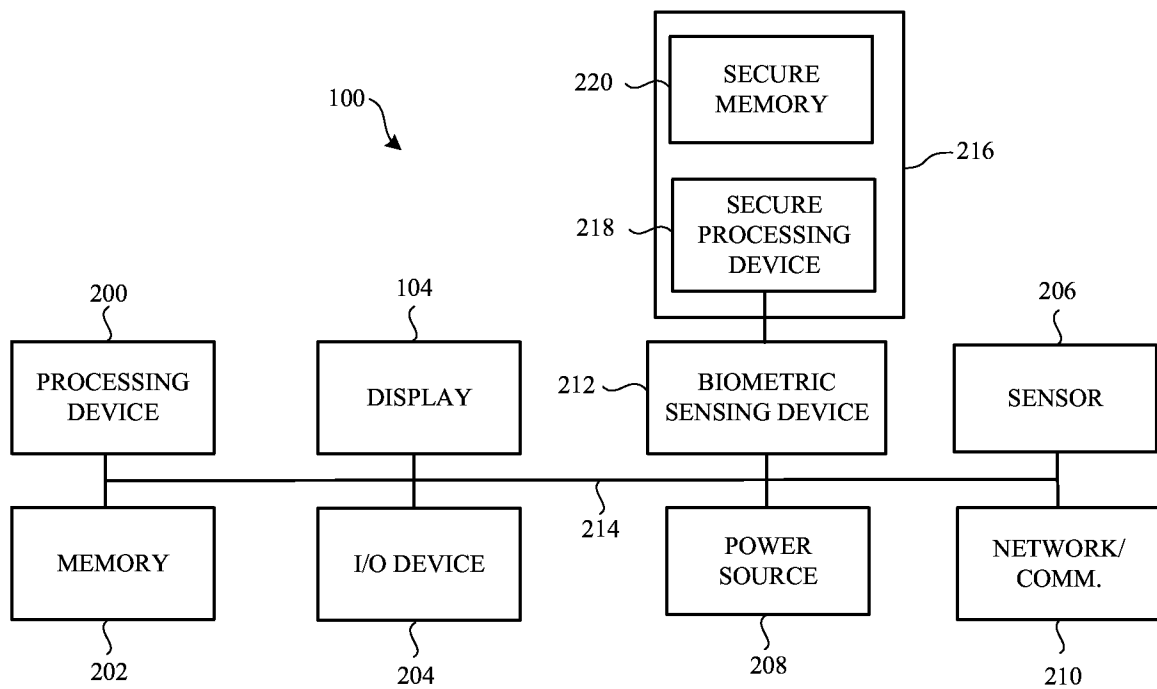 220
SECURE
MEMORY
100
216
218
SECURE
PROCESSING
DEVICE
200
104
206
PROCESSING
DEVICE
DISPLAY
212
BIOMETRIC
SENSING DEVICE
SENSOR
214
MEMORY
I/O DEVICE
POWER
SOURCE
NETWORK/
COMM.
202
204
208
210